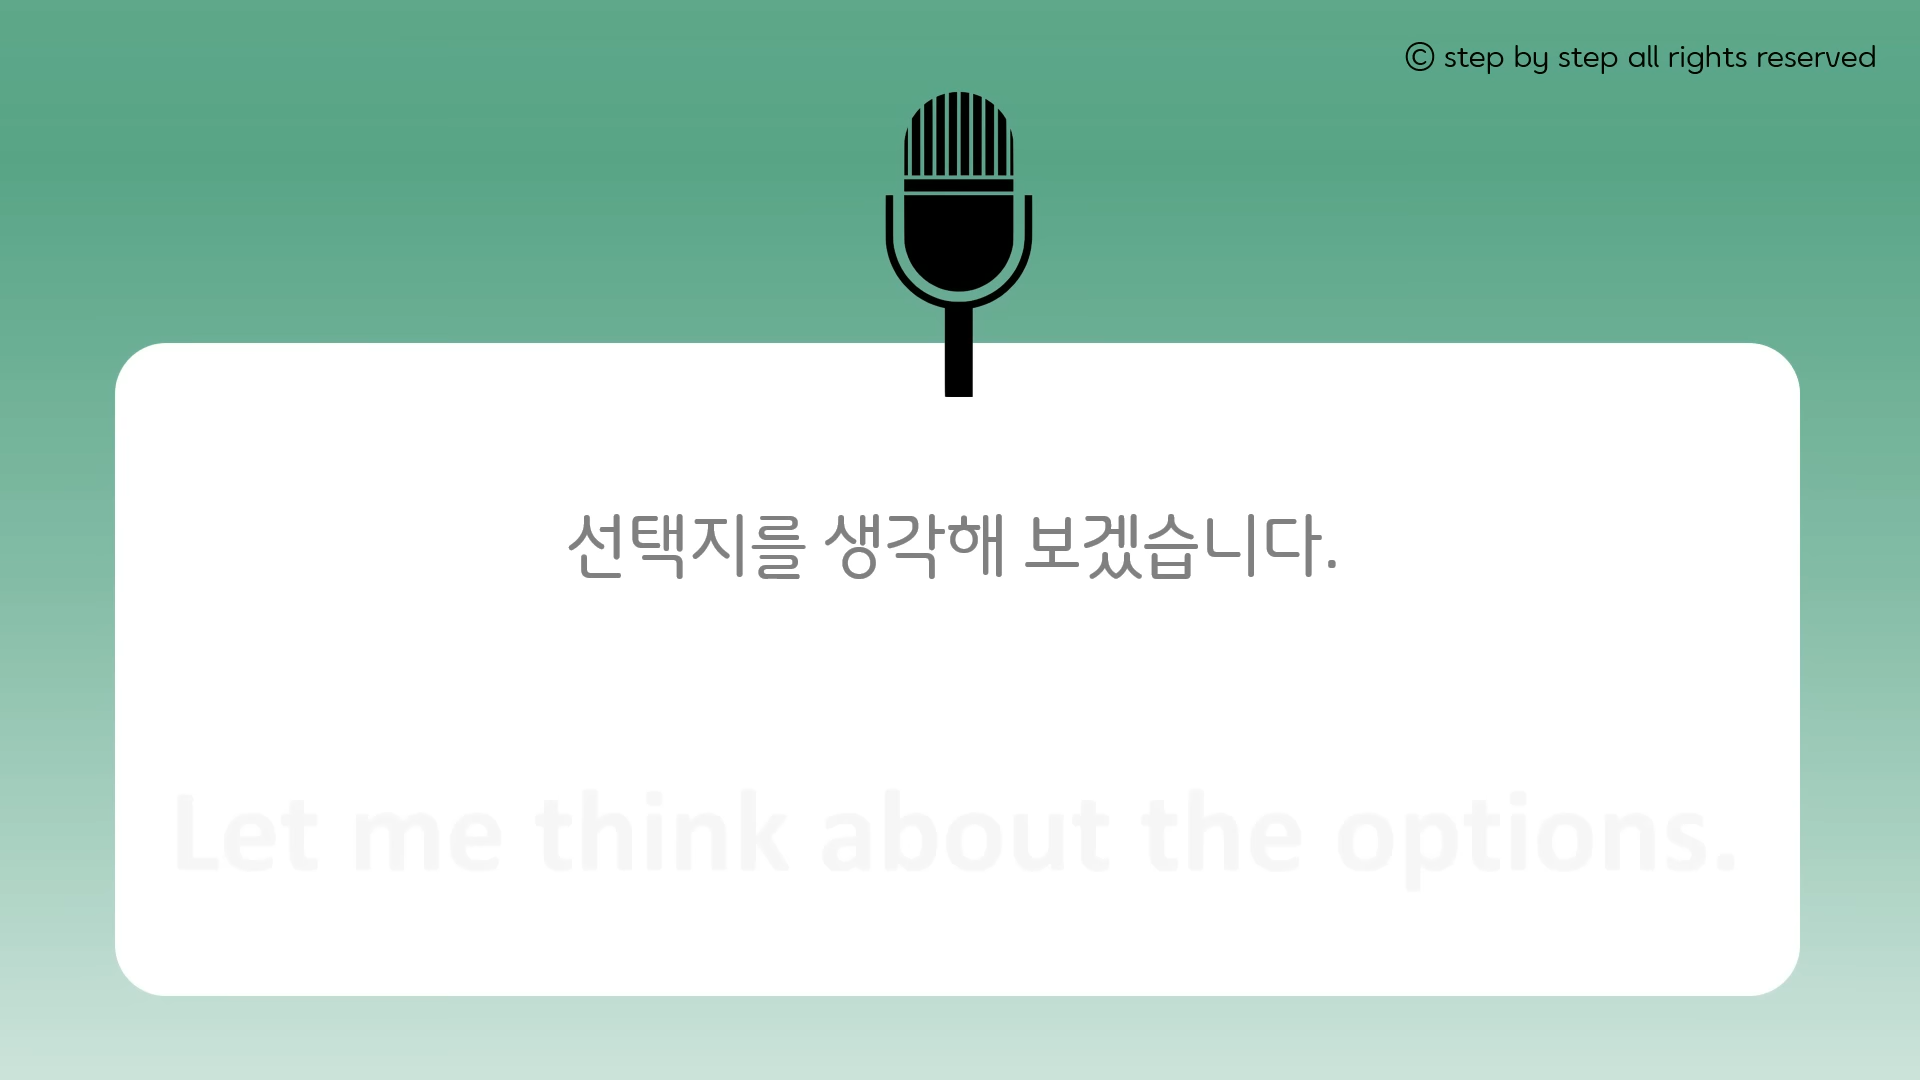 © step by step all rights reserved
선택지를 생각해 보겠습니다.
Let me think about the options.